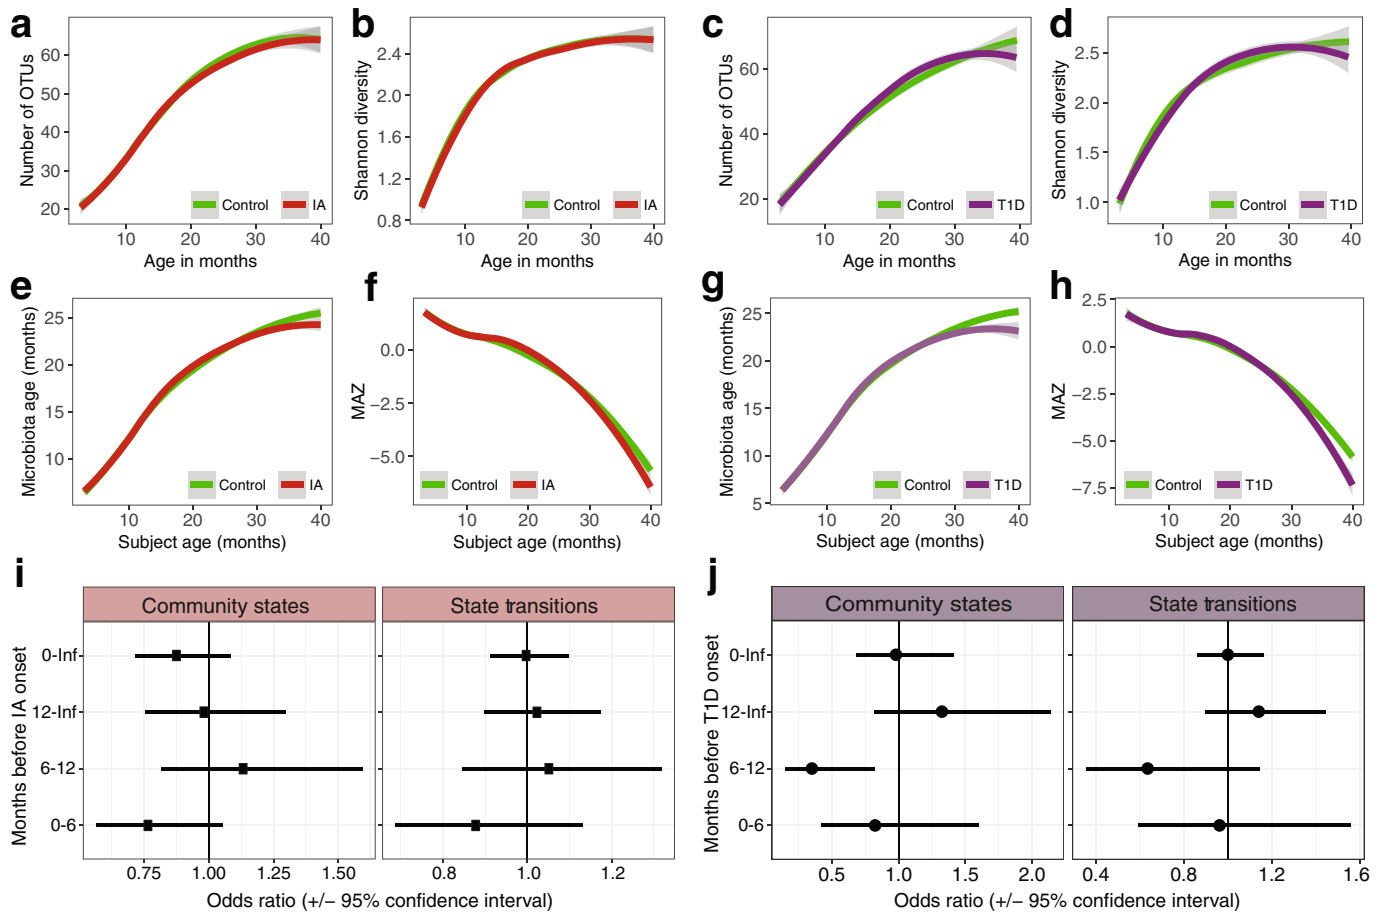 a
Number of OTUs
60
50
40
30
20
Control IA
10 20 30 40
Age in months
b
Shannon diversity
2.4
2.0
1.6
1.2
0.8
Control IA
10 20 30 40
Age in months
c
Number of OTUs
60
40
20
Control T1D
10 20 30 40
Age in months
d
Shannon diversity
2.5
2.0
1.5
1.0
Control T1D
10 20 30 40
Age in months
e
Microbiota age (months)
25
20
15
10
Control IA
10 20 30 40
Subject age (months)
f
MAZ
0.0
−2.5
−5.0
Control IA
10 20 30 40
Subject age (months)
g
Microbiota age (months)
25
20
15
10
5
Control T1D
10 20 30 40
Subject age (months)
h
MAZ
2.5
0.0
−2.5
−5.0
−7.5
Control T1D
10 20 30 40
Subject age (months)
i
Community states State transitions
Months before IA onset
0-Inf
12-Inf
6-12
0-6
0.75 1.00 1.25 1.50 0.8 1.0 1.2
Odds ratio (+/− 95% confidence interval)
j
Community states State transitions
Months before T1D onset
0-Inf
12-Inf
6-12
0-6
0.5 1.0 1.5 2.0 0.4 0.8 1.2 1.6
Odds ratio (+/− 95% confidence interval)